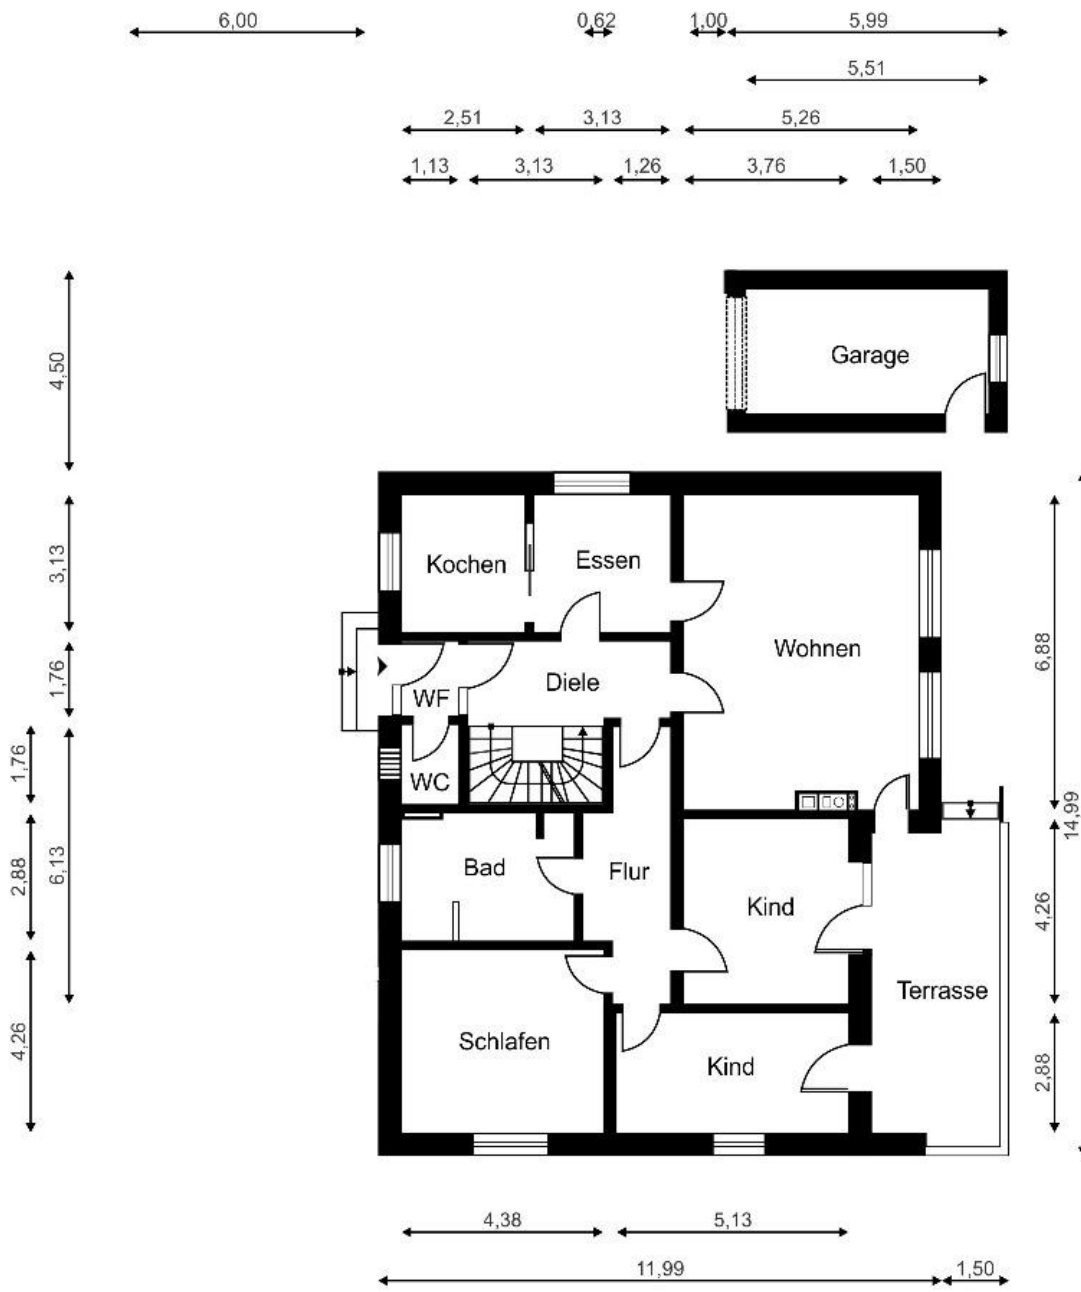 6,00 0,62 1,00 5,99
5,51
2,51 3,13 5,26
1,13 3,13 1,26 3,76 1,50
4,50
Garage
3,13
Kochen
Essen
6,88
Wohnen
1,76
WF
Diele
1,76
WC
14,99
2,88
6,13
Bad
Flur
Kind
4,26
Terrasse
4,26
Schlafen
Kind
2,88
4,38 5,13
11,99 1,50